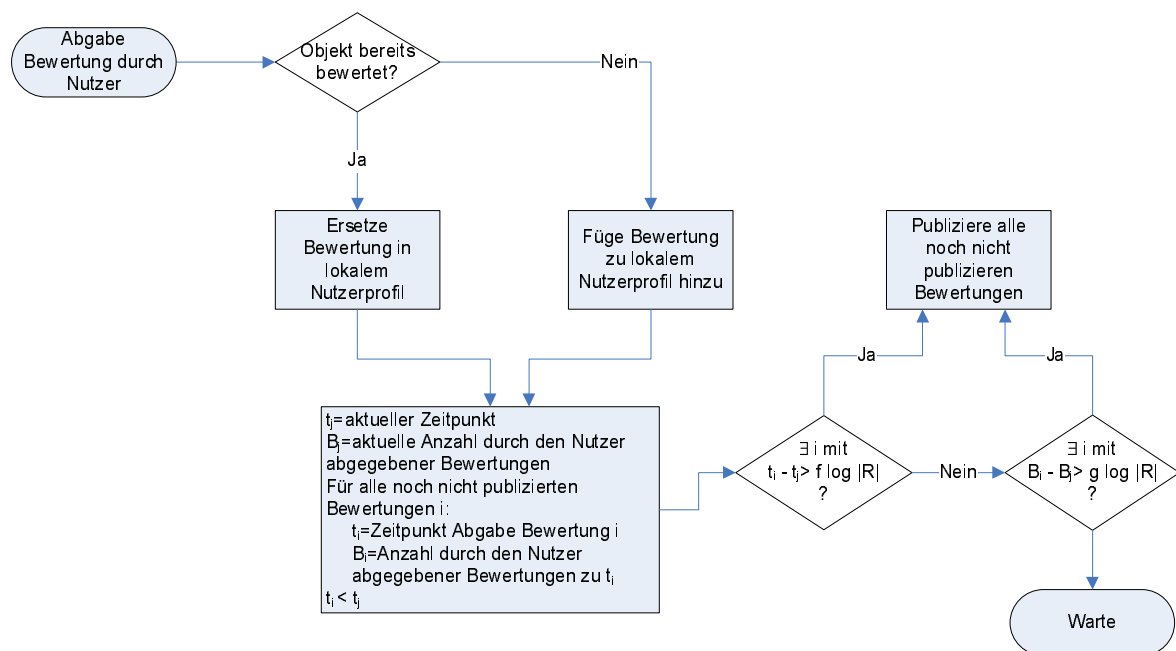 Abgabe
Bewertung durch
Nutzer
Objekt bereits
bewertet?
Nein
Ja
Ersetze
Bewertung in
lokalem
Nutzerprofil
Füge Bewertung
zu lokalem
Nutzerprofil hinzu
Publiziere alle
noch nicht
publizieren
Bewertungen
Ja
Ja
tj=aktueller Zeitpunkt
Bj=aktuelle Anzahl durch den Nutzer
abgegebener Bewertungen
Für alle noch nicht publizierten
Bewertungen i:
ti=Zeitpunkt Abgabe Bewertung i
Bi=Anzahl durch den Nutzer
abgegebener Bewertungen zu ti
ti < tj
∃ i mit
ti - tj> f log |R|
?
Nein
∃ i mit
Bi - Bj> g log |R|
?
Warte